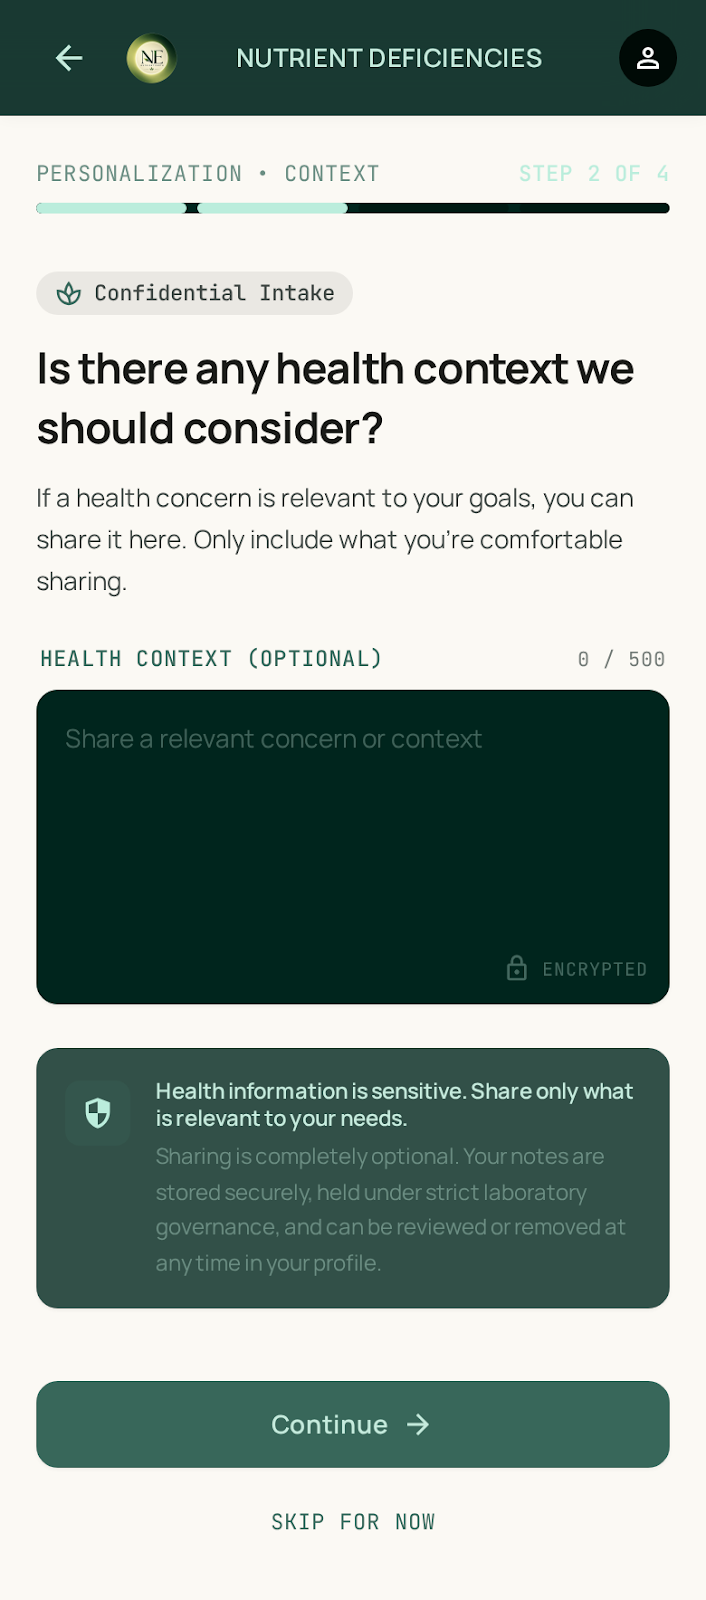 NE
NUTRIENT DEFICIENCIES
PERSONALIZATION • CONTEXT
STEP 2 OF 4
Confidential Intake
Is there any health context we
should consider?
If a health concern is relevant to your goals, you can
share it here. Only include what you're comfortable
sharing.
HEALTH CONTEXT (OPTIONAL)
0 / 500
Share a relevant concern or context
ENCRYPTED
Health information is sensitive. Share only what
is relevant to your needs.
Sharing is completely optional. Your notes are
stored securely, held under strict laboratory
governance, and can be reviewed or removed at
any time in your profile.
Continue
SKIP FOR NOW